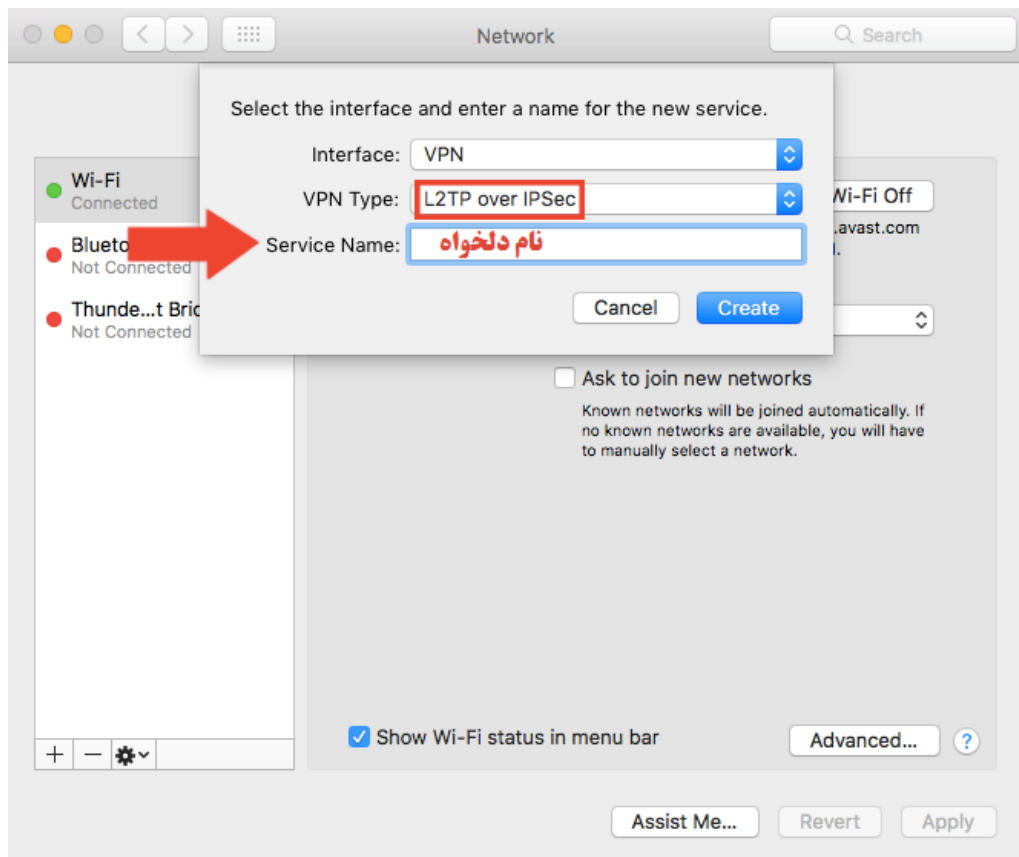 Network
Search
Select the interface and enter a name for the new service.
Interface: VPN
VPN Type: L2TP over IPSec
Service Name: نام دلخواه
Cancel
Create
Wi-Fi
Connected
Blueto
Not Connected
Thunde...t Bric
Not Connected
Wi-Fi Off
.avast.com
Ask to join new networks
Known networks will be joined automatically. If
no known networks are available, you will have
to manually select a network.
Show Wi-Fi status in menu bar
Advanced...
?
Assist Me...
Revert
Apply